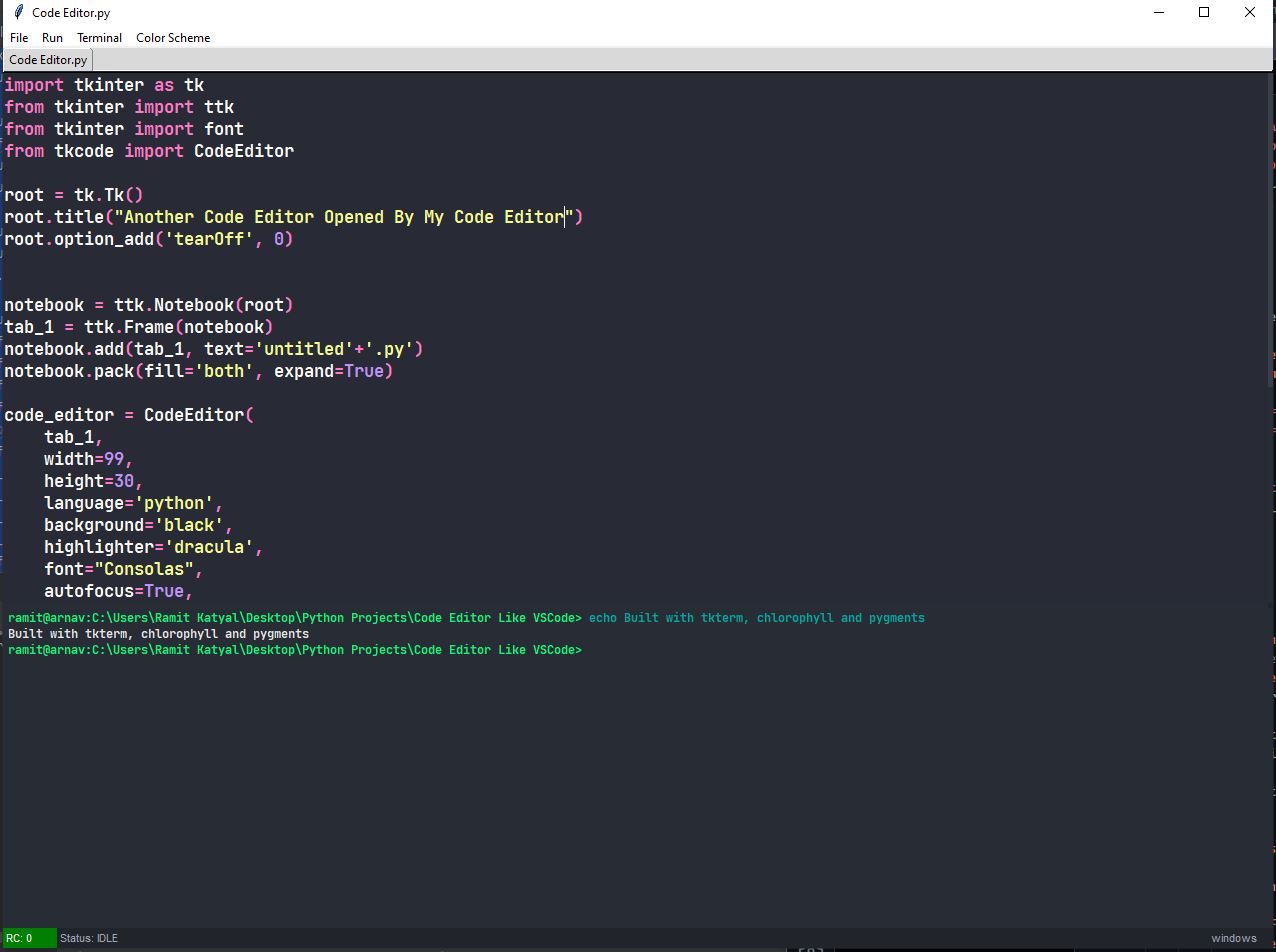 Code Editor.py
File Run Terminal Color Scheme
Code Editor.py
import tkinter as tk
from tkinter import ttk
from tkinter import font
from tkcode import CodeEditor
root = tk.Tk()
root.title("Another Code Editor Opened By My Code Editor")
root.option_add('tearOff', 0)
notebook = ttk.Notebook(root)
tab_1 = ttk.Frame(notebook)
notebook.add(tab_1, text='untitled'+'.py')
notebook.pack(fill='both', expand=True)
code_editor = CodeEditor(
    tab_1,
    width=99,
    height=30,
    language='python',
    background='black',
    highlighter='dracula',
    font="Consolas",
    autofocus=True,
ramit@arnav:C:\Users\Ramit Katyal\Desktop\Python Projects\Code Editor Like VSCode> echo Built with tkterm, chlorophyll and pygments
Built with tkterm, chlorophyll and pygments
ramit@arnav:C:\Users\Ramit Katyal\Desktop\Python Projects\Code Editor Like VSCode>
RC: 0 Status: IDLE windows